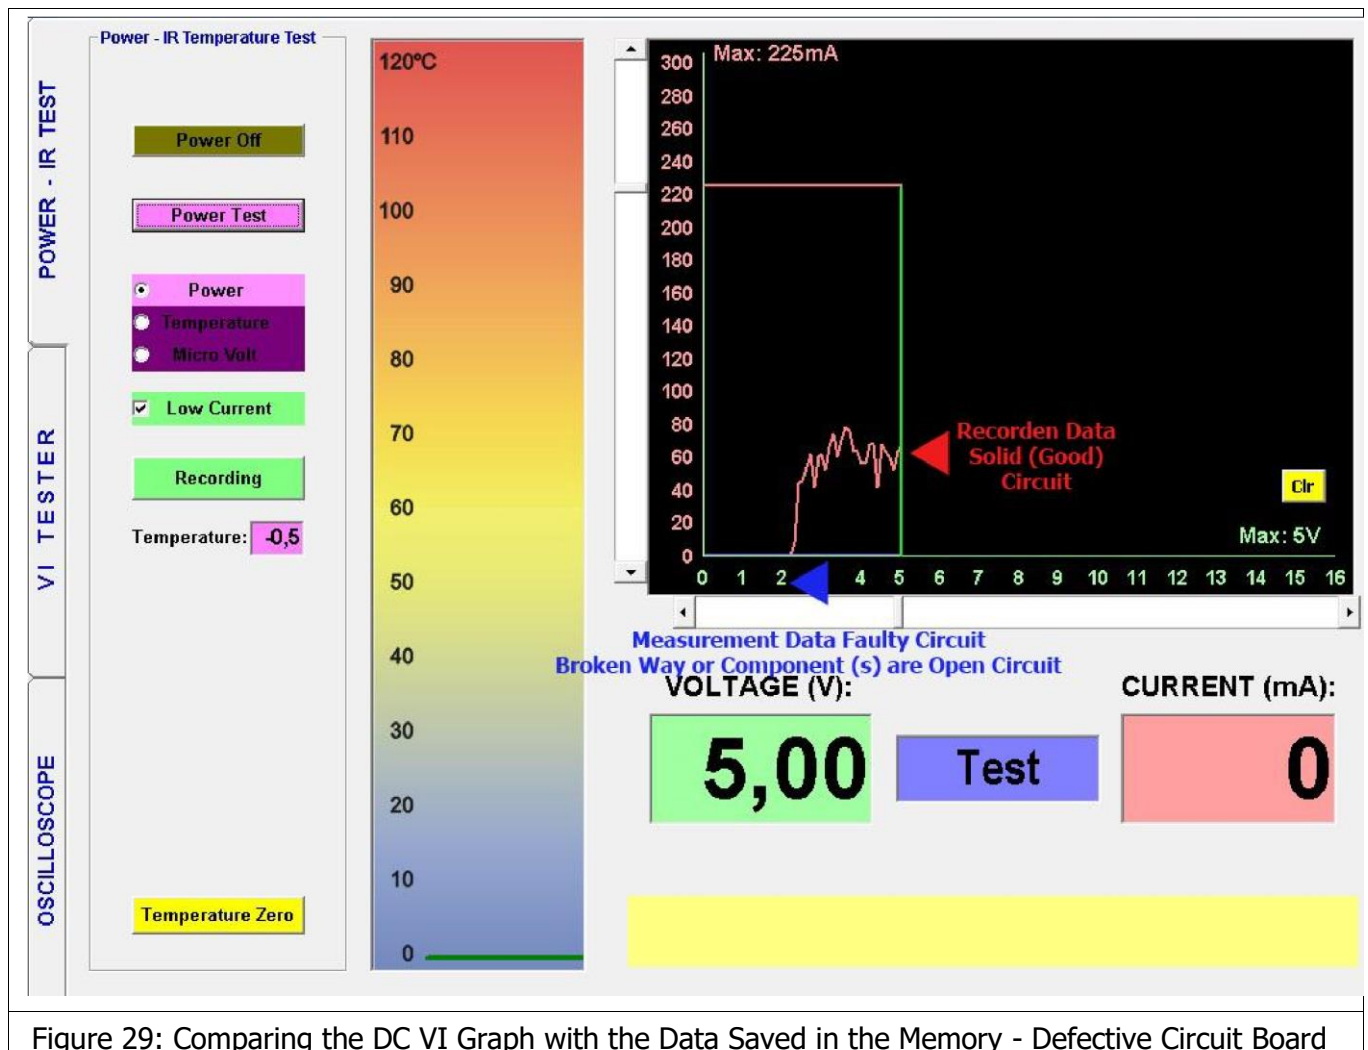 POWER - IR TEST
VI TESTER
OSCILLOSCOPE
Power - IR Temperature Test
Power Off
Power Test
Power
Temperature
Micro Volt
Low Current
Recording
Temperature: -0,5
Temperature Zero
120ºC
110
100
90
80
70
60
50
40
30
20
10
0
Max: 225mA
300
280
260
240
220
200
180
160
140
120
100
80
60
40
20
0
Recorden Data
Solid (Good)
Circuit
Clr
Max: 5V
0 1 2 4 5 6 7 8 9 10 11 12 13 14 15 16
Measurement Data Faulty Circuit
Broken Way or Component (s) are Open Circuit
VOLTAGE (V):
CURRENT (mA):
5,00
Test
0
Figure 29: Comparing the DC VI Graph with the Data Saved in the Memory - Defective Circuit Board